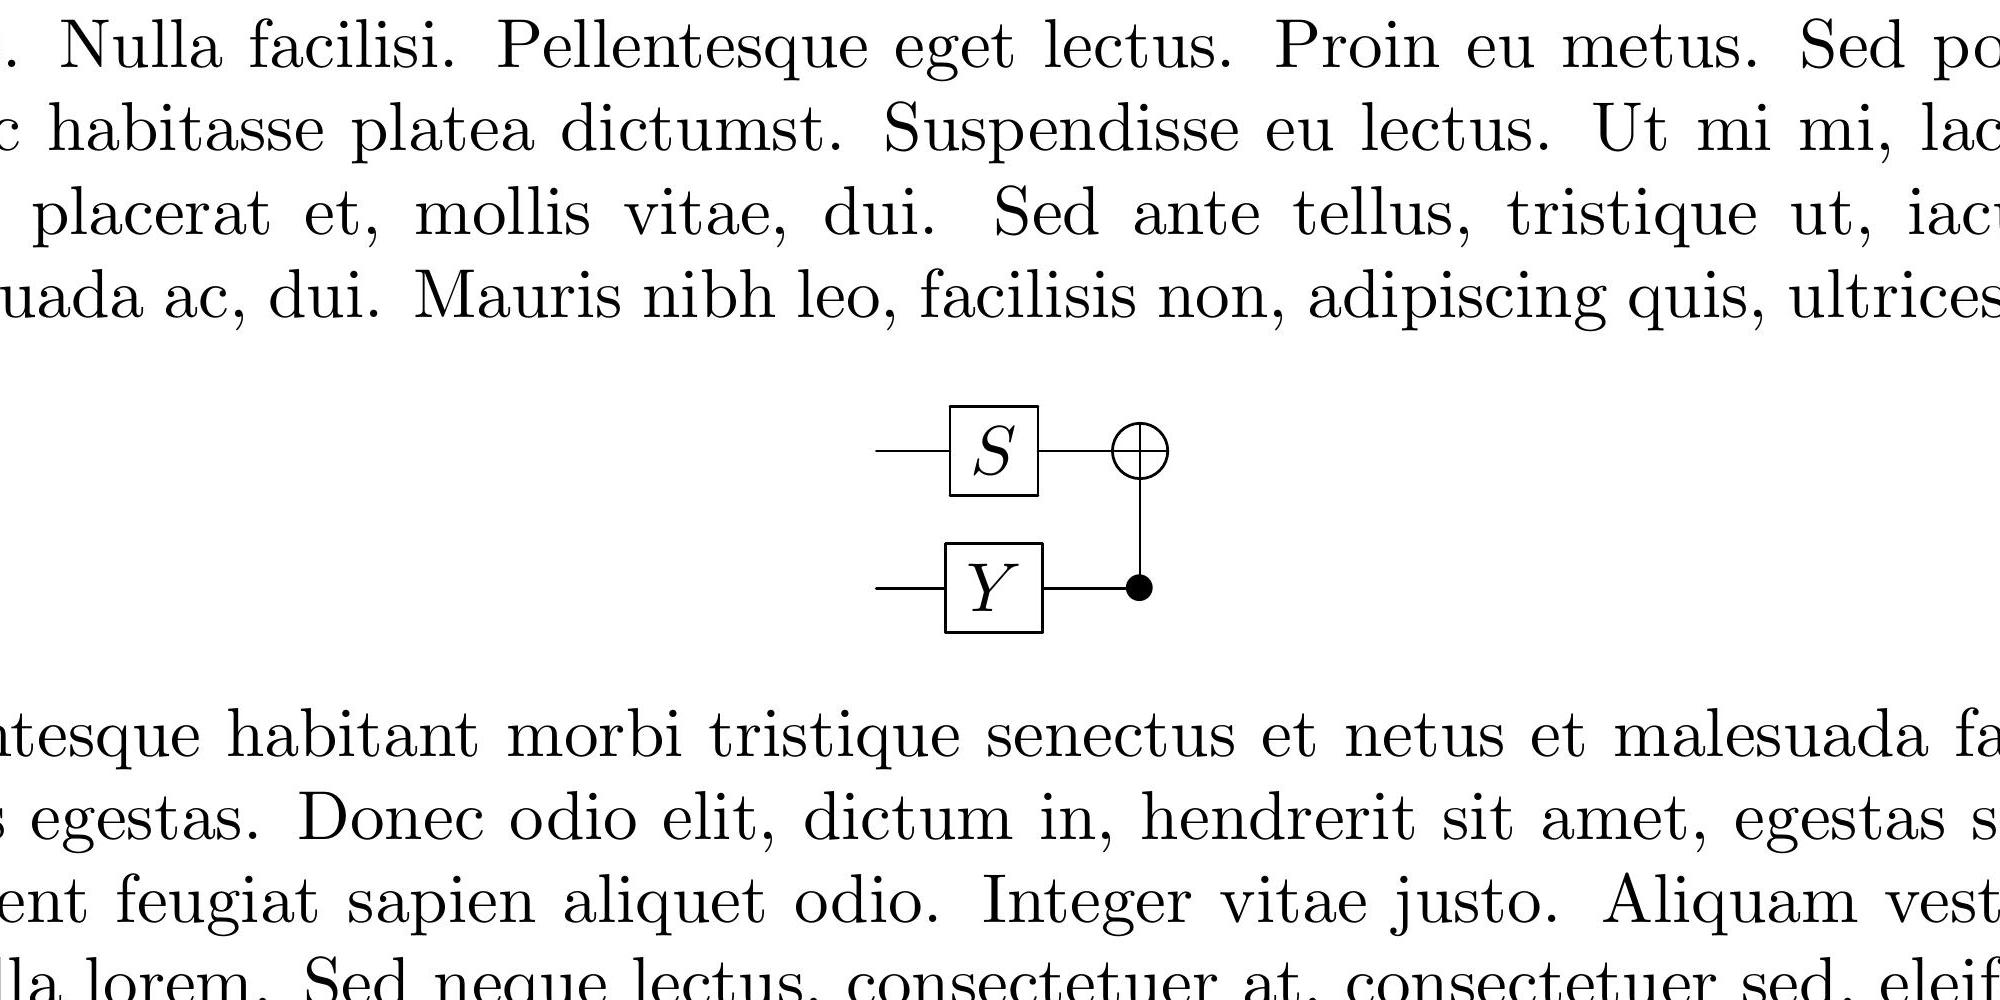 . Nulla facilisi. Pellentesque eget lectus. Proin eu metus. Sed po
c habitasse platea dictumst. Suspendisse eu lectus. Ut mi mi, lac
placerat et, mollis vitae, dui. Sed ante tellus, tristique ut, iacu
uada ac, dui. Mauris nibh leo, facilisis non, adipiscing quis, ultrices
S
Y
ntesque habitant morbi tristique senectus et netus et malesuada fa
s egestas. Donec odio elit, dictum in, hendrerit sit amet, egestas s
ent feugiat sapien aliquet odio. Integer vitae justo. Aliquam vest
lla lorem. Sed neque lectus, consectetuer at, consectetuer sed, eleif